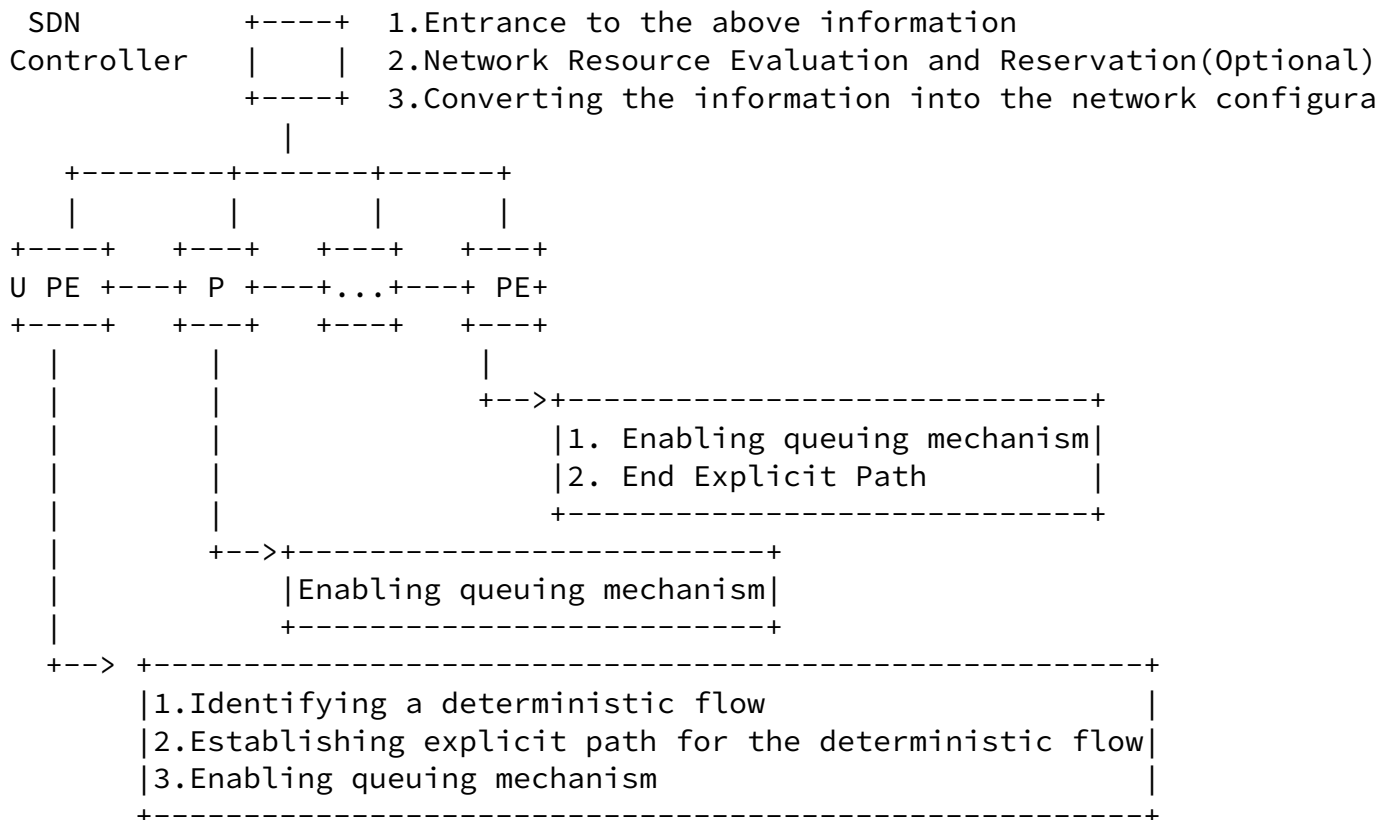 SDN +----+ 1.Entrance to the above information
Controller | | 2.Network Resource Evaluation and Reservation(Optional)
+----+ 3.Converting the information into the network configura
|
+--------+-------+------+
| | | |
+----+ +---+ +---+ +---+
U PE +---+ P +---+...+---+ PE+
+----+ +---+ +---+ +---+
| | |
| | +-->+-----------------------------+
| | |1. Enabling queuing mechanism|
| | |2. End Explicit Path |
| | +-----------------------------+
| +-->+--------------------------+
| |Enabling queuing mechanism|
| +--------------------------+
+--> +-------------------------------------------------------+
|1.Identifying a deterministic flow |
|2.Establishing explicit path for the deterministic flow|
|3.Enabling queuing mechanism |
+-------------------------------------------------------+